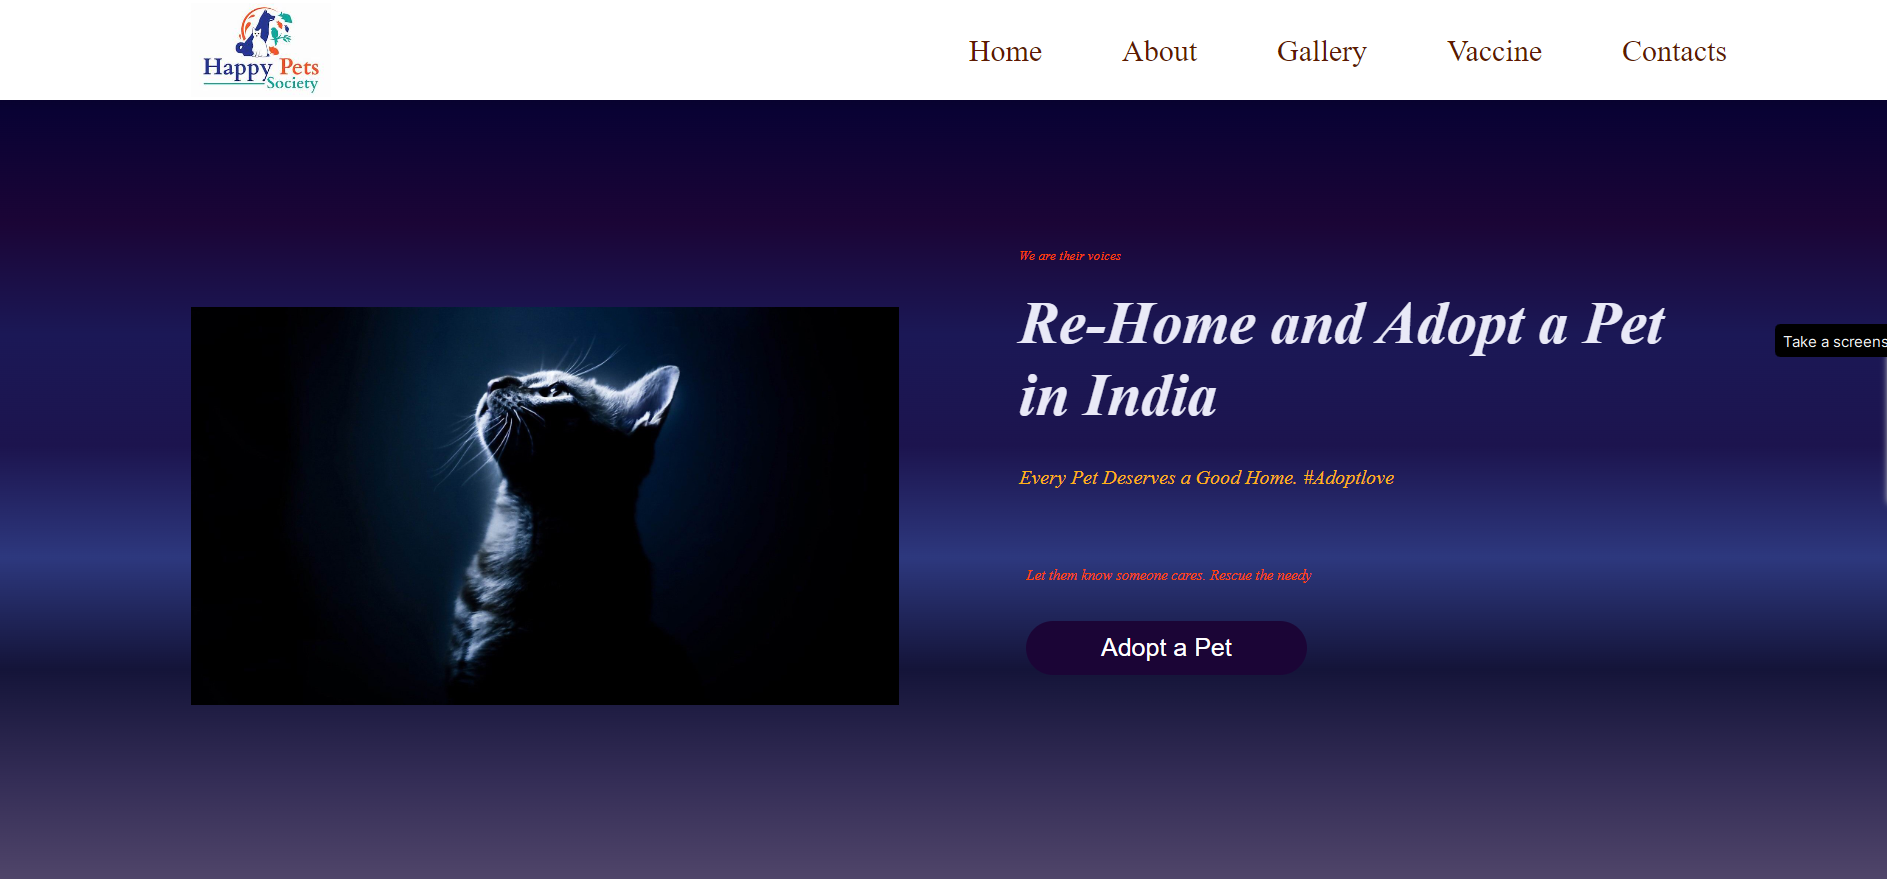 Happy Pets
Society
Home About Gallery Vaccine Contacts
We are their voices
Re-Home and Adopt a Pet
in India
Take a screens
Every Pet Deserves a Good Home. #Adoptlove
Let them know someone cares. Rescue the needy
Adopt a Pet